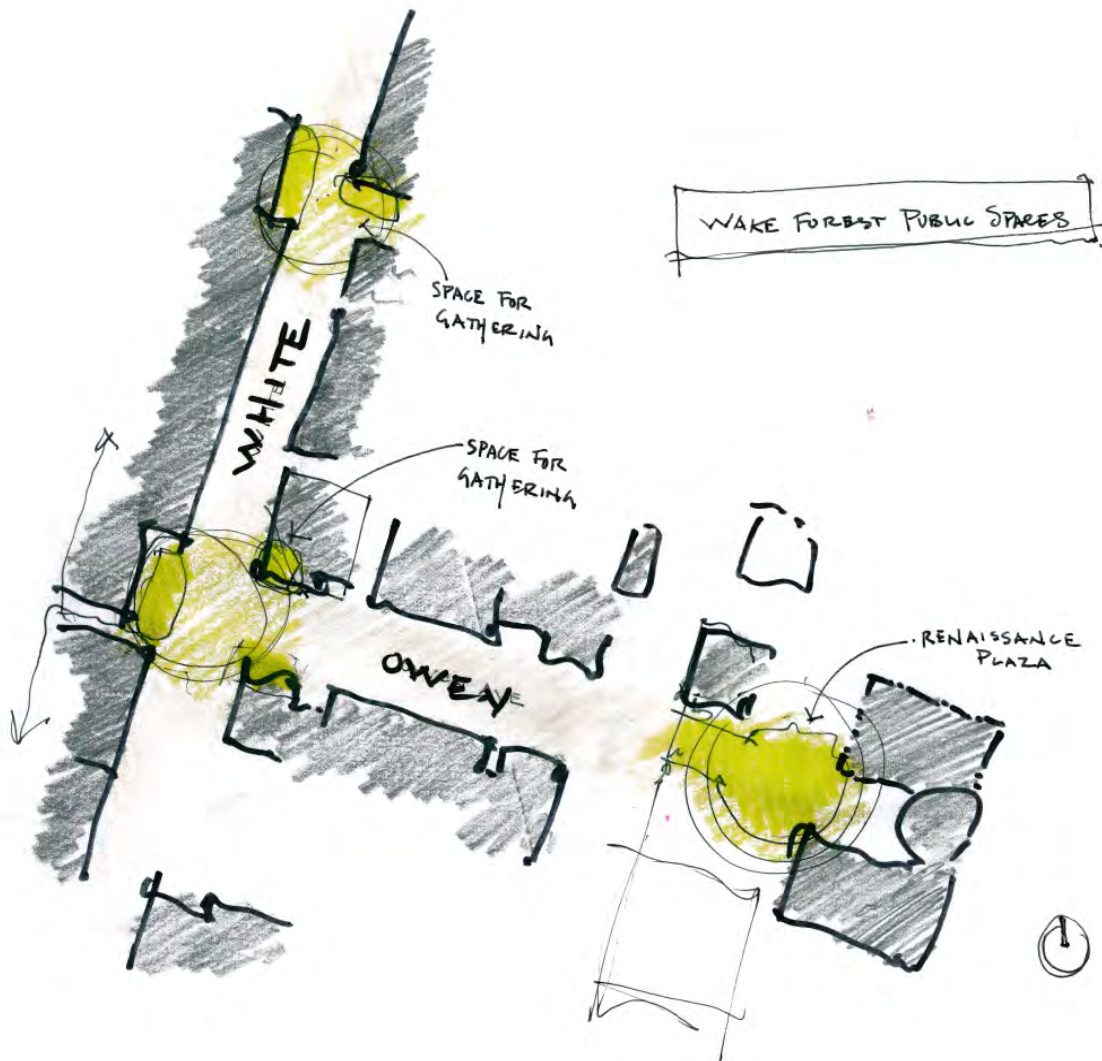 WAKE FOREST PUBLIC SPACES
SPACE FOR
GATHERING
WHITE
SPACE FOR
GATHERING
OWEN
RENAISSANCE
PLAZA